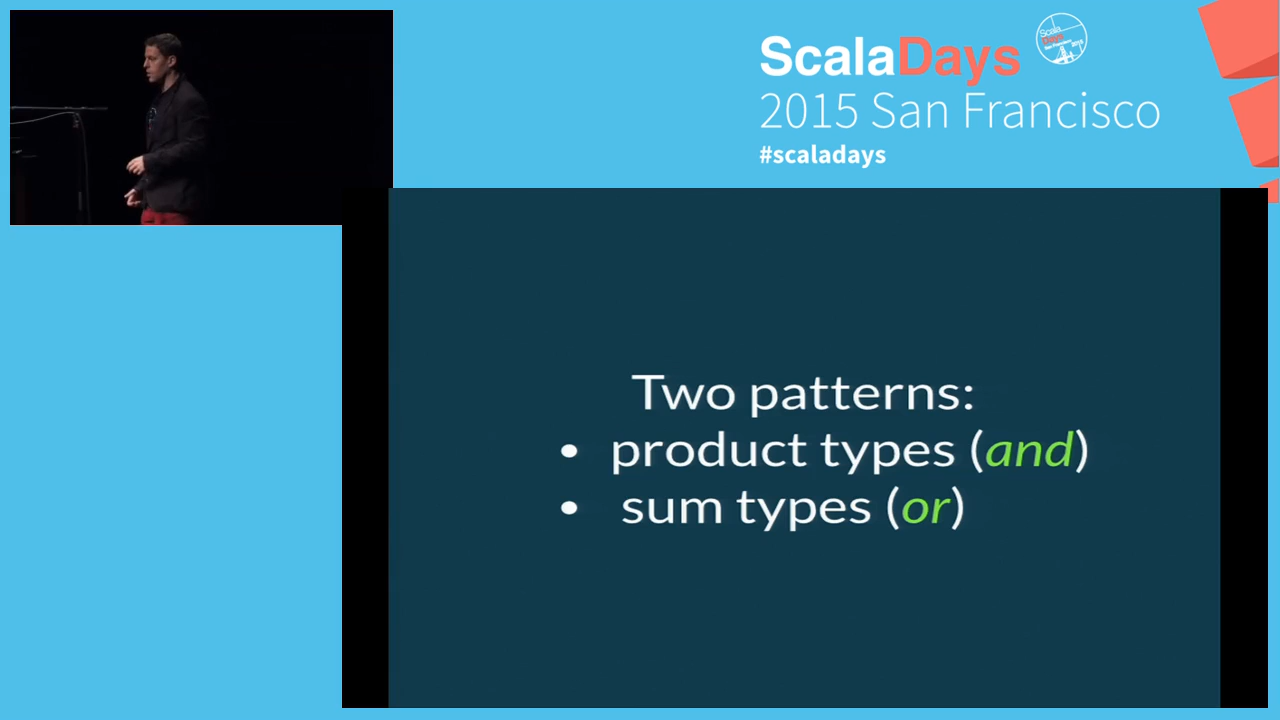 ScalaDays
2015 San Francisco
#scaladays
Two patterns:
• product types (and)
• sum types (or)